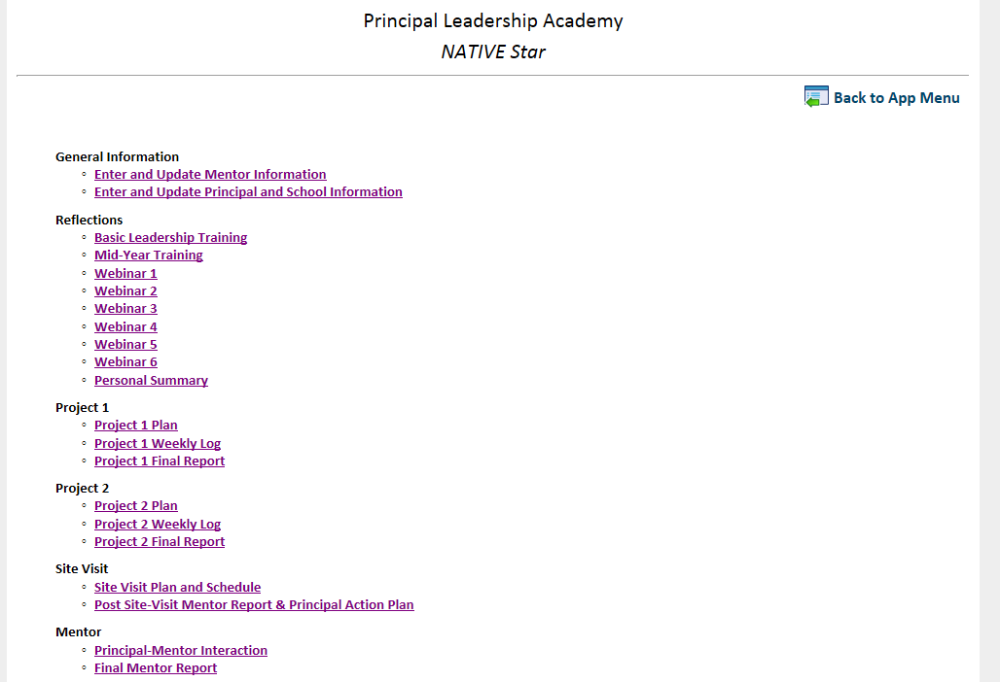 Principal Leadership Academy
NATIVE Star
Back to App Menu
General Information
Enter and Update Mentor Information
Enter and Update Principal and School Information
Reflections
Basic Leadership Training
Mid-Year Training
Webinar 1
Webinar 2
Webinar 3
Webinar 4
Webinar 5
Webinar 6
Personal Summary
Project 1
Project 1 Plan
Project 1 Weekly Log
Project 1 Final Report
Project 2
Project 2 Plan
Project 2 Weekly Log
Project 2 Final Report
Site Visit
Site Visit Plan and Schedule
Post Site-Visit Mentor Report & Principal Action Plan
Mentor
Principal-Mentor Interaction
Final Mentor Report